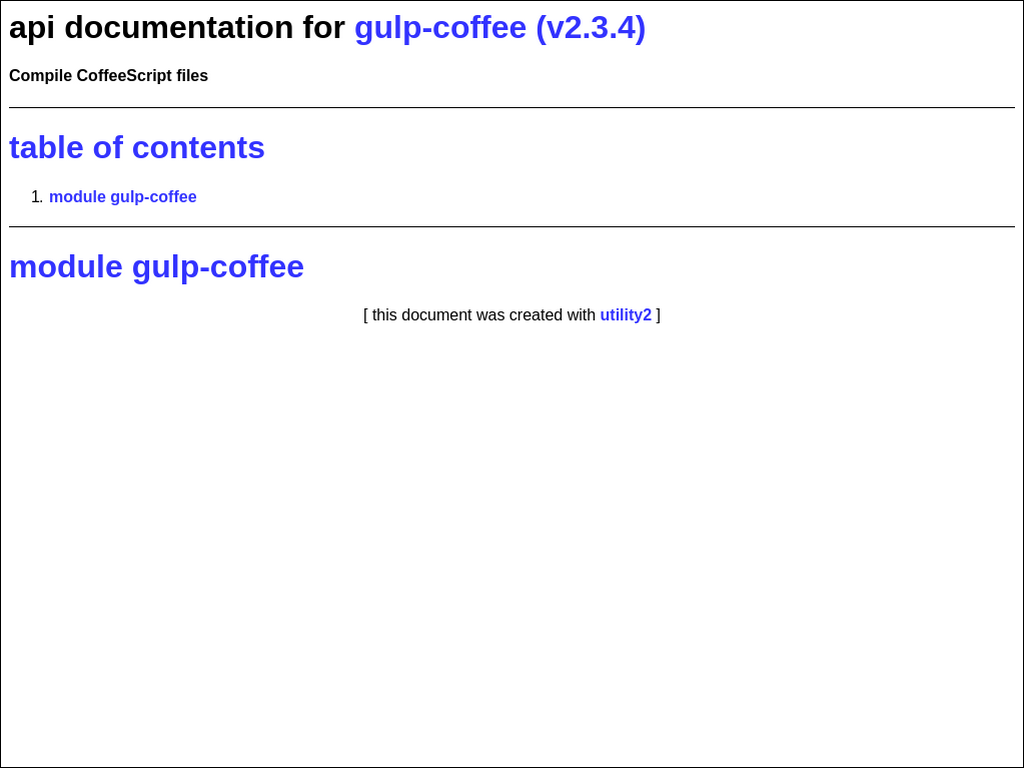 api documentation for gulp-coffee (v2.3.4)
Compile CoffeeScript files
table of contents
1. module gulp-coffee
module gulp-coffee
[ this document was created with utility2 ]